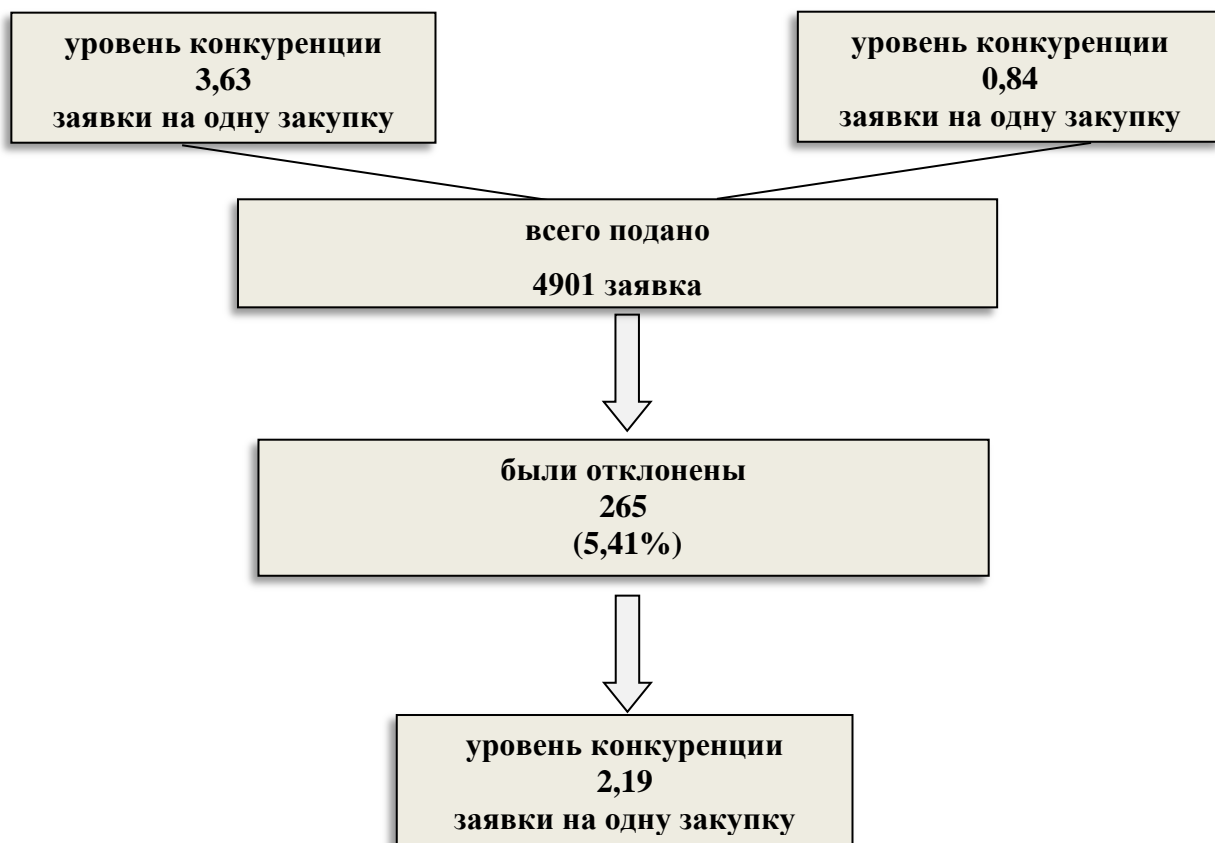 уровень конкуренции
3,63
заявки на одну закупку
уровень конкуренции
0,84
заявки на одну закупку
всего подано
4901 заявка
были отклонены
265
(5,41%)
уровень конкуренции
2,19
заявки на одну закупку